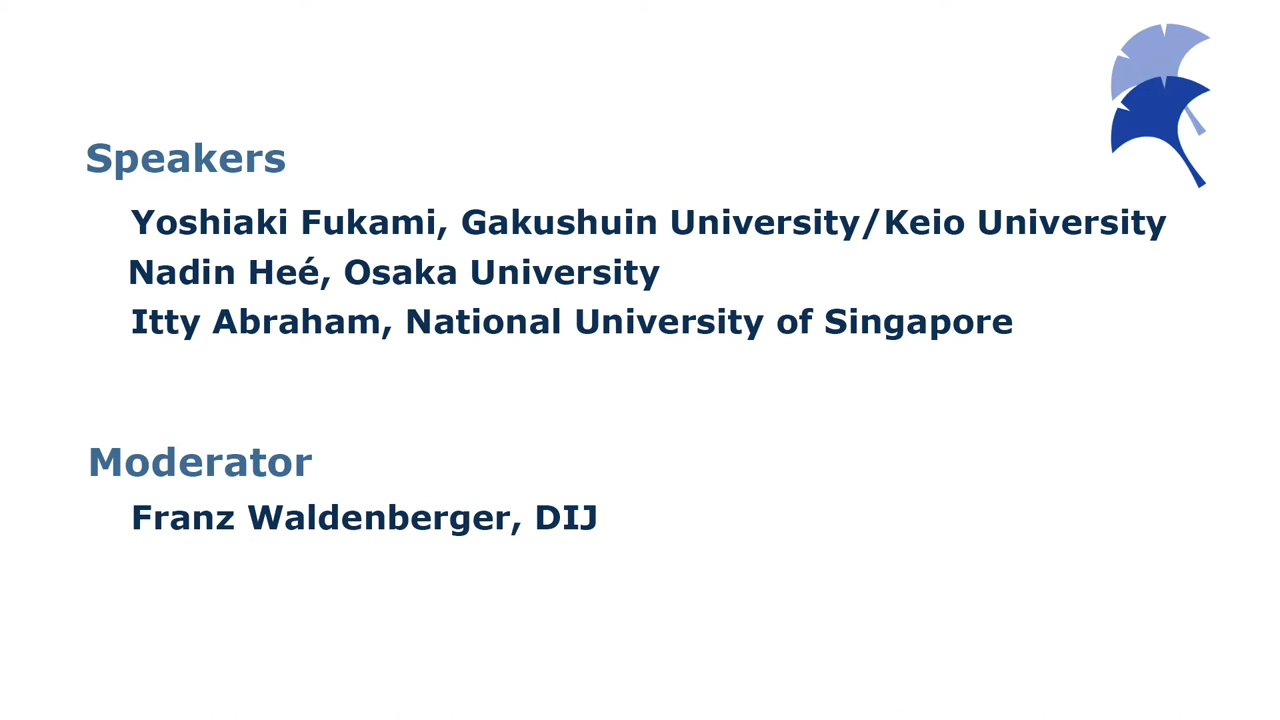 Speakers
Yoshiaki Fukami, Gakushuin University/Keio University
Nadin Heé, Osaka University
Itty Abraham, National University of Singapore
Moderator
Franz Waldenberger, DIJ